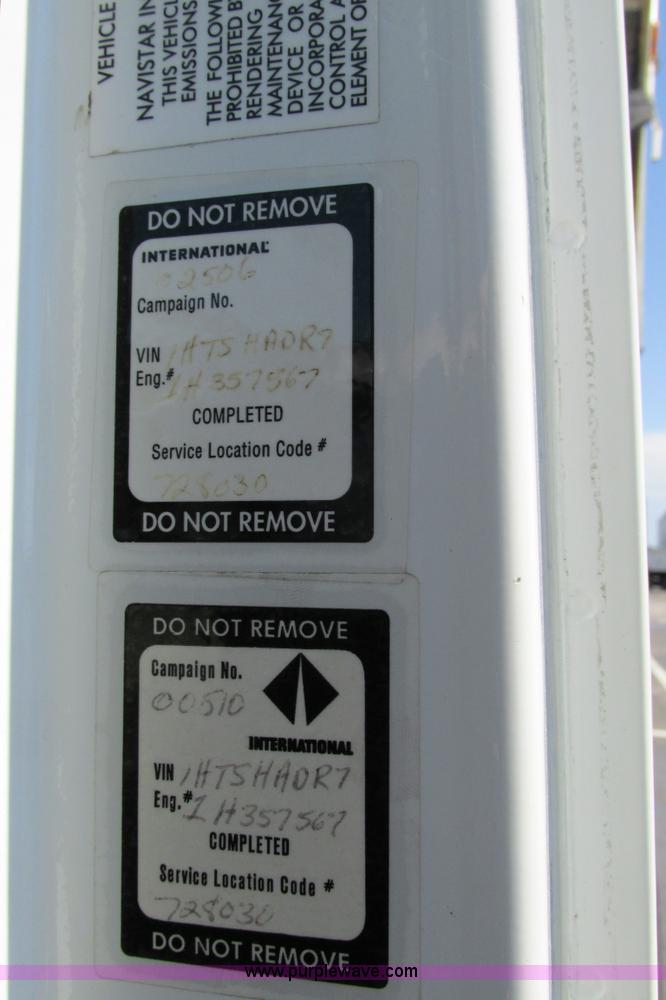 VEHICLE
NAVISTAR IN
THIS VEHICL
EMISSIONS
THE FOLLOWI
PROHIBITED B
RENDERING
MAINTENANC
DEVICE OR
INCORPORA
CONTROL A
ELEMENT OF
DO NOT REMOVE
INTERNATIONAL
02506
Campaign No.
VIN 1HTSHADR7
Eng.# 1H357567
COMPLETED
Service Location Code #
728030
DO NOT REMOVE
DO NOT REMOVE
Campaign No.
00510
INTERNATIONAL
VIN 1HTSHADR7
Eng.# 1H357567
COMPLETED
Service Location Code #
728030
DO NOT REMOVE
www.purplewave.com